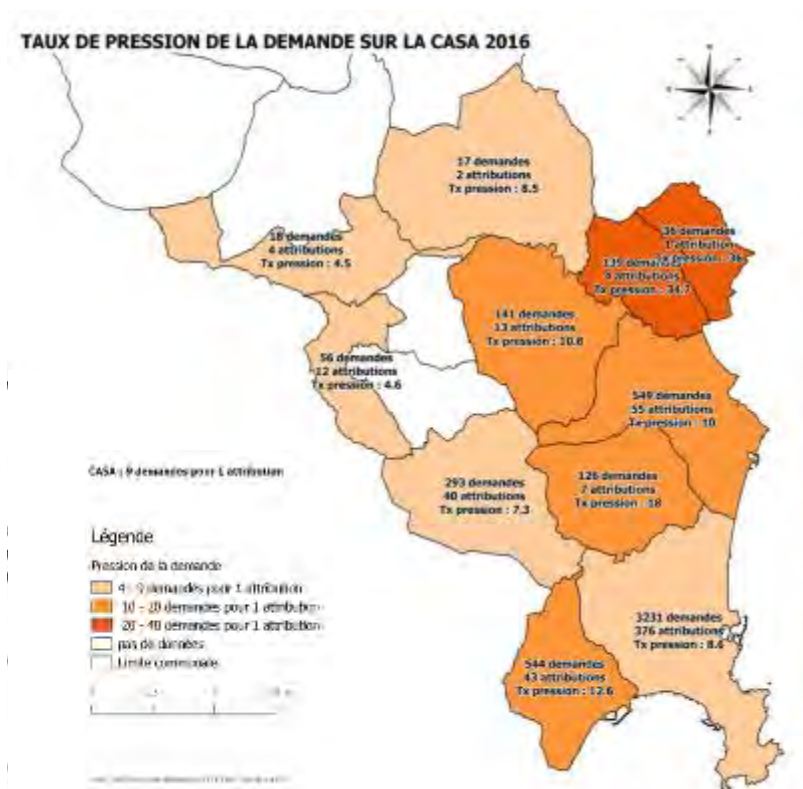 TAUX DE PRESSION DE LA DEMANDE SUR LA CASA 2016
17 demandes
2 attributions
Tx pression : 8.5
18 demandes
4 attributions
Tx pression : 4.5
36 demandes
1 attribution
Tx pression : 36
139 demandes
attributions
Tx pression : 34.7
141 demandes
13 attributions
Tx pression : 10.8
56 demandes
12 attributions
Tx pression : 4.6
549 demandes
55 attributions
Tx pression : 10
CASA : 9 demandes pour 1 attribution
293 demandes
40 attributions
Tx pression : 7.3
126 demandes
7 attributions
Tx pression : 18
Légende
Pression de la demande
4 - 9 demandes pour 1 attribution
10 - 20 demandes pour 1 attribution
20 - 40 demandes pour 1 attribution
pas de données
Limite communale
3231 demandes
376 attributions
Tx pression : 8.6
544 demandes
43 attributions
Tx pression : 12.6